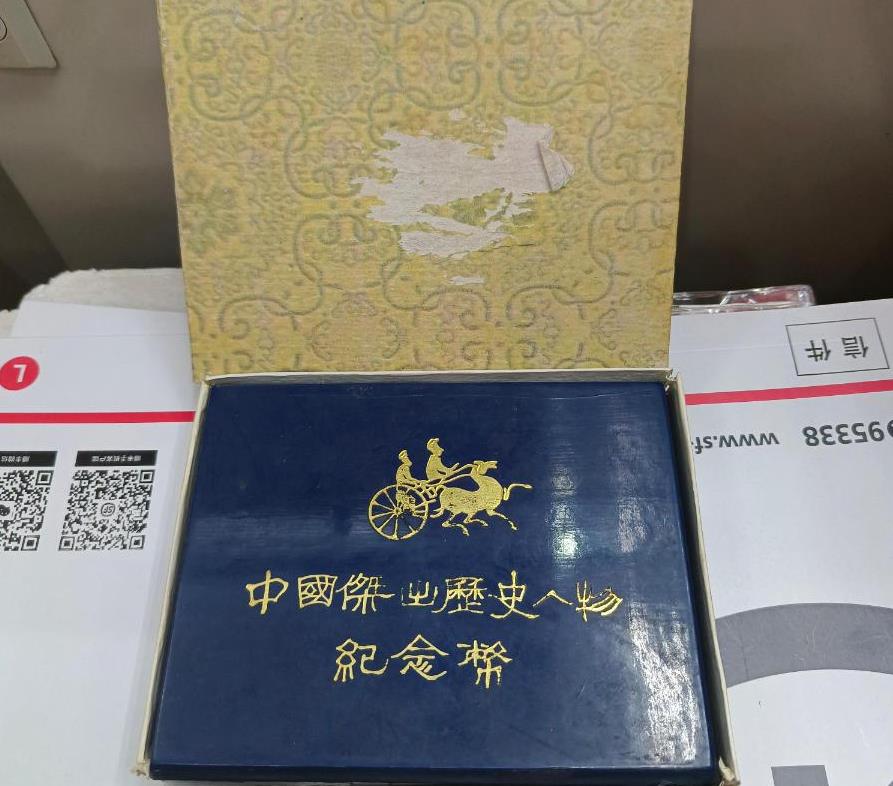 信件
95338 www.sf-
中國傑出歷史人物
紀念幣